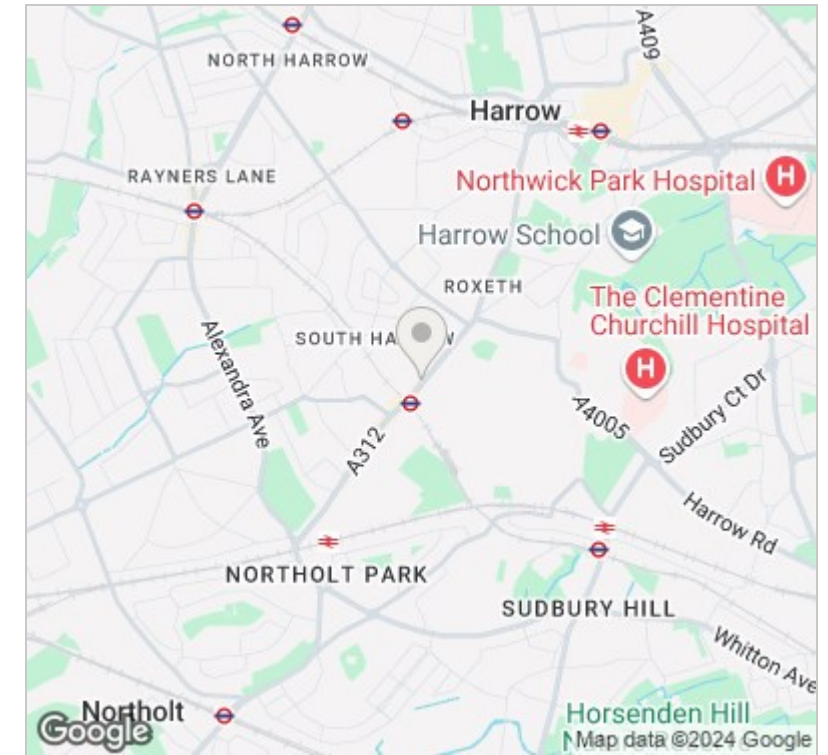 A409
NORTH HARROW
Harrow
RAYNERS LANE
Northwick Park Hospital
H
Harrow School
ROXETH
The Clementine
Churchill Hospital
H
SOUTH HA W
Alexandra Ave
A312
A4005
Sudbury Ct Dr
Harrow Rd
NORTHOLT PARK
SUDBURY HILL
Whitton Ave
Northolt
Horsenden Hill
Google
Map data ©2024 Google